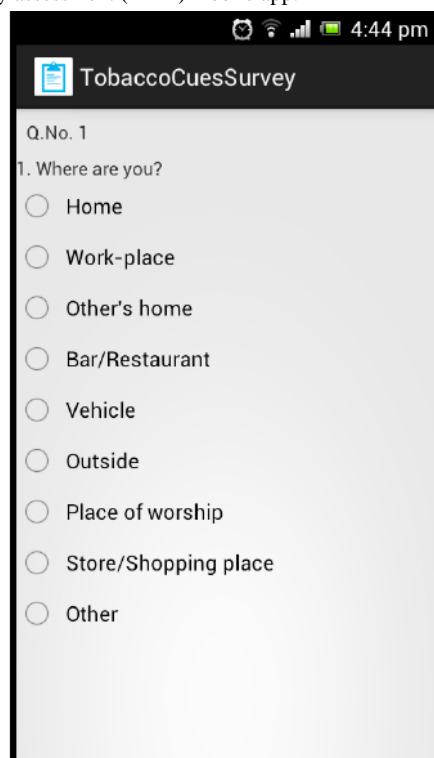 4:44 pm
TobaccoCuesSurvey
Q.No. 1
1. Where are you?
Home
Work-place
Other's home
Bar/Restaurant
Vehicle
Outside
Place of worship
Store/Shopping place
Other